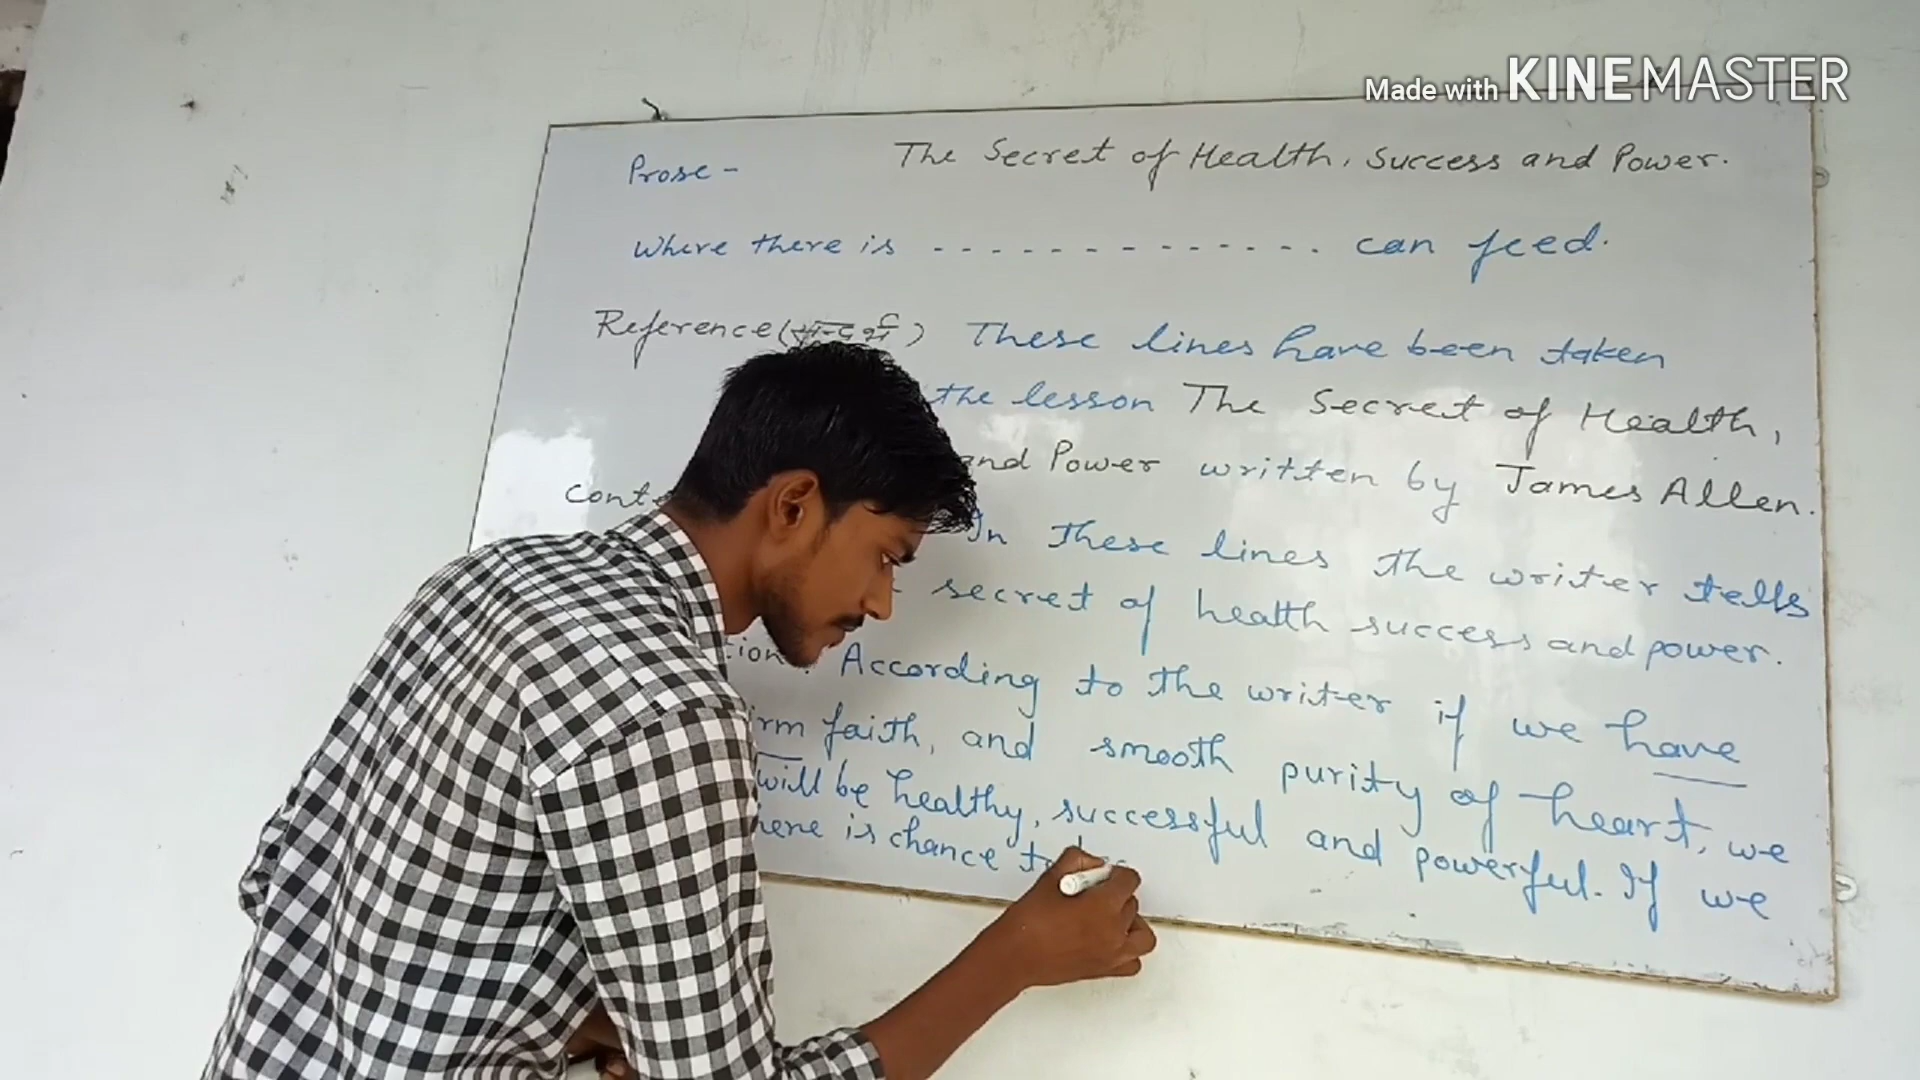 Made with KINEMASTER
Prose - The Secret of Health, Success and Power.
Where there is - - - - - - - - - - - - - can feed.
Reference (सन्दर्भ) These lines have been taken
the lesson The Secret of Health,
and Power written by James Allen.
In these lines the writer tells
secret of health success and power.
According to the writer if we have
faith, and smooth purity of heart, we
will be healthy, successful and powerful. If we
is chance to